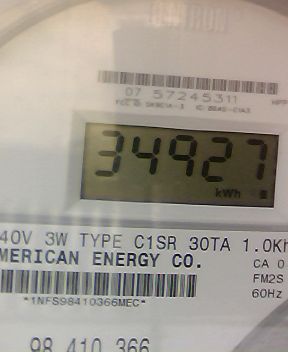 07 57245311
34927
kWh
40V 3W TYPE C1SR 30TA 1.0Kh
MERICAN ENERGY CO.
CA 0
FM2S
*1NFS98410366MEC*
60Hz
98 410 366